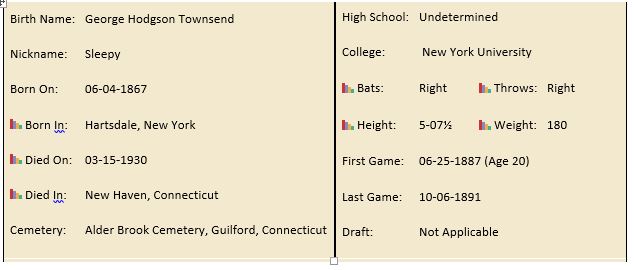 Birth Name: George Hodgson Townsend
Nickname: Sleepy
Born On: 06-04-1867
Born In: Hartsdale, New York
Died On: 03-15-1930
Died In: New Haven, Connecticut
Cemetery: Alder Brook Cemetery, Guilford, Connecticut
High School: Undetermined
College: New York University
Bats: Right Throws: Right
Height: 5-07½ Weight: 180
First Game: 06-25-1887 (Age 20)
Last Game: 10-06-1891
Draft: Not Applicable